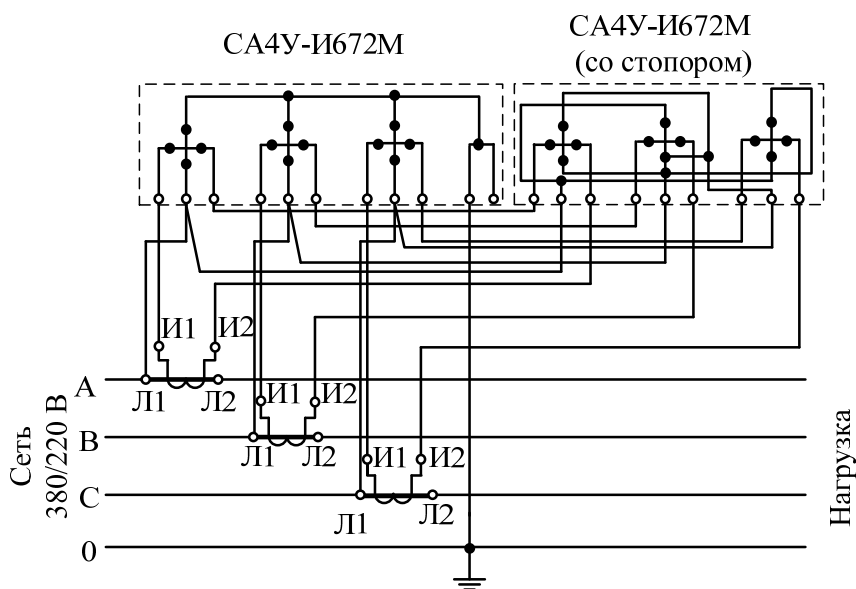 СА4У-И672М
СА4У-И672М
(со стопором)
И1
И2
А
Л1
Л2
И1
И2
В
Л1
Л2
И1
И2
С
Л1
Л2
0
Сеть
380/220 В
Нагрузка